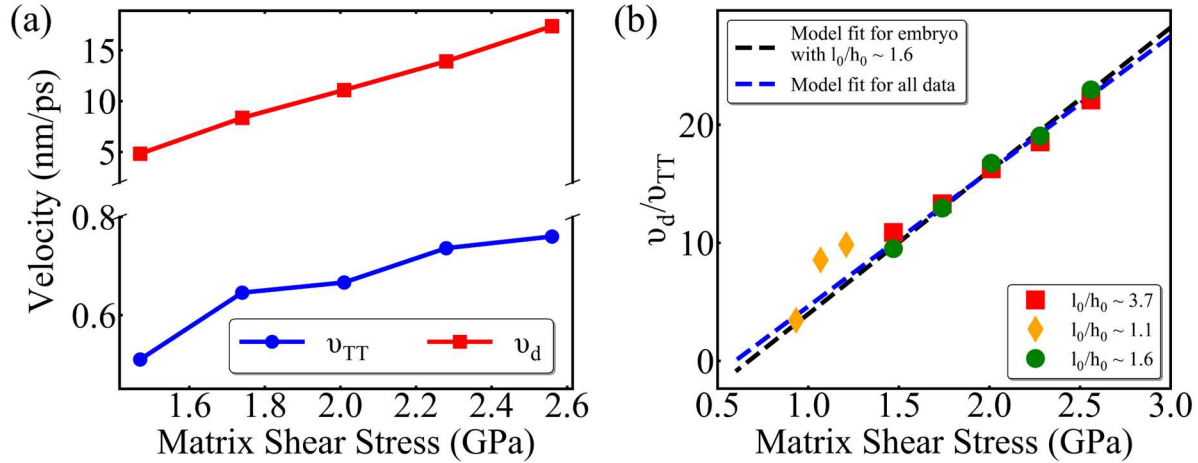 (a)
Velocity (nm/ps)
15
10
5
0.8
0.6
υTT
υd
1.6 1.8 2.0 2.2 2.4 2.6
Matrix Shear Stress (GPa)
(b)
υd/υTT
20
10
0
Model fit for embryo
with l0/h0 ~ 1.6
Model fit for all data
l0/h0 ~ 3.7
l0/h0 ~ 1.1
l0/h0 ~ 1.6
0.5 1.0 1.5 2.0 2.5 3.0
Matrix Shear Stress (GPa)